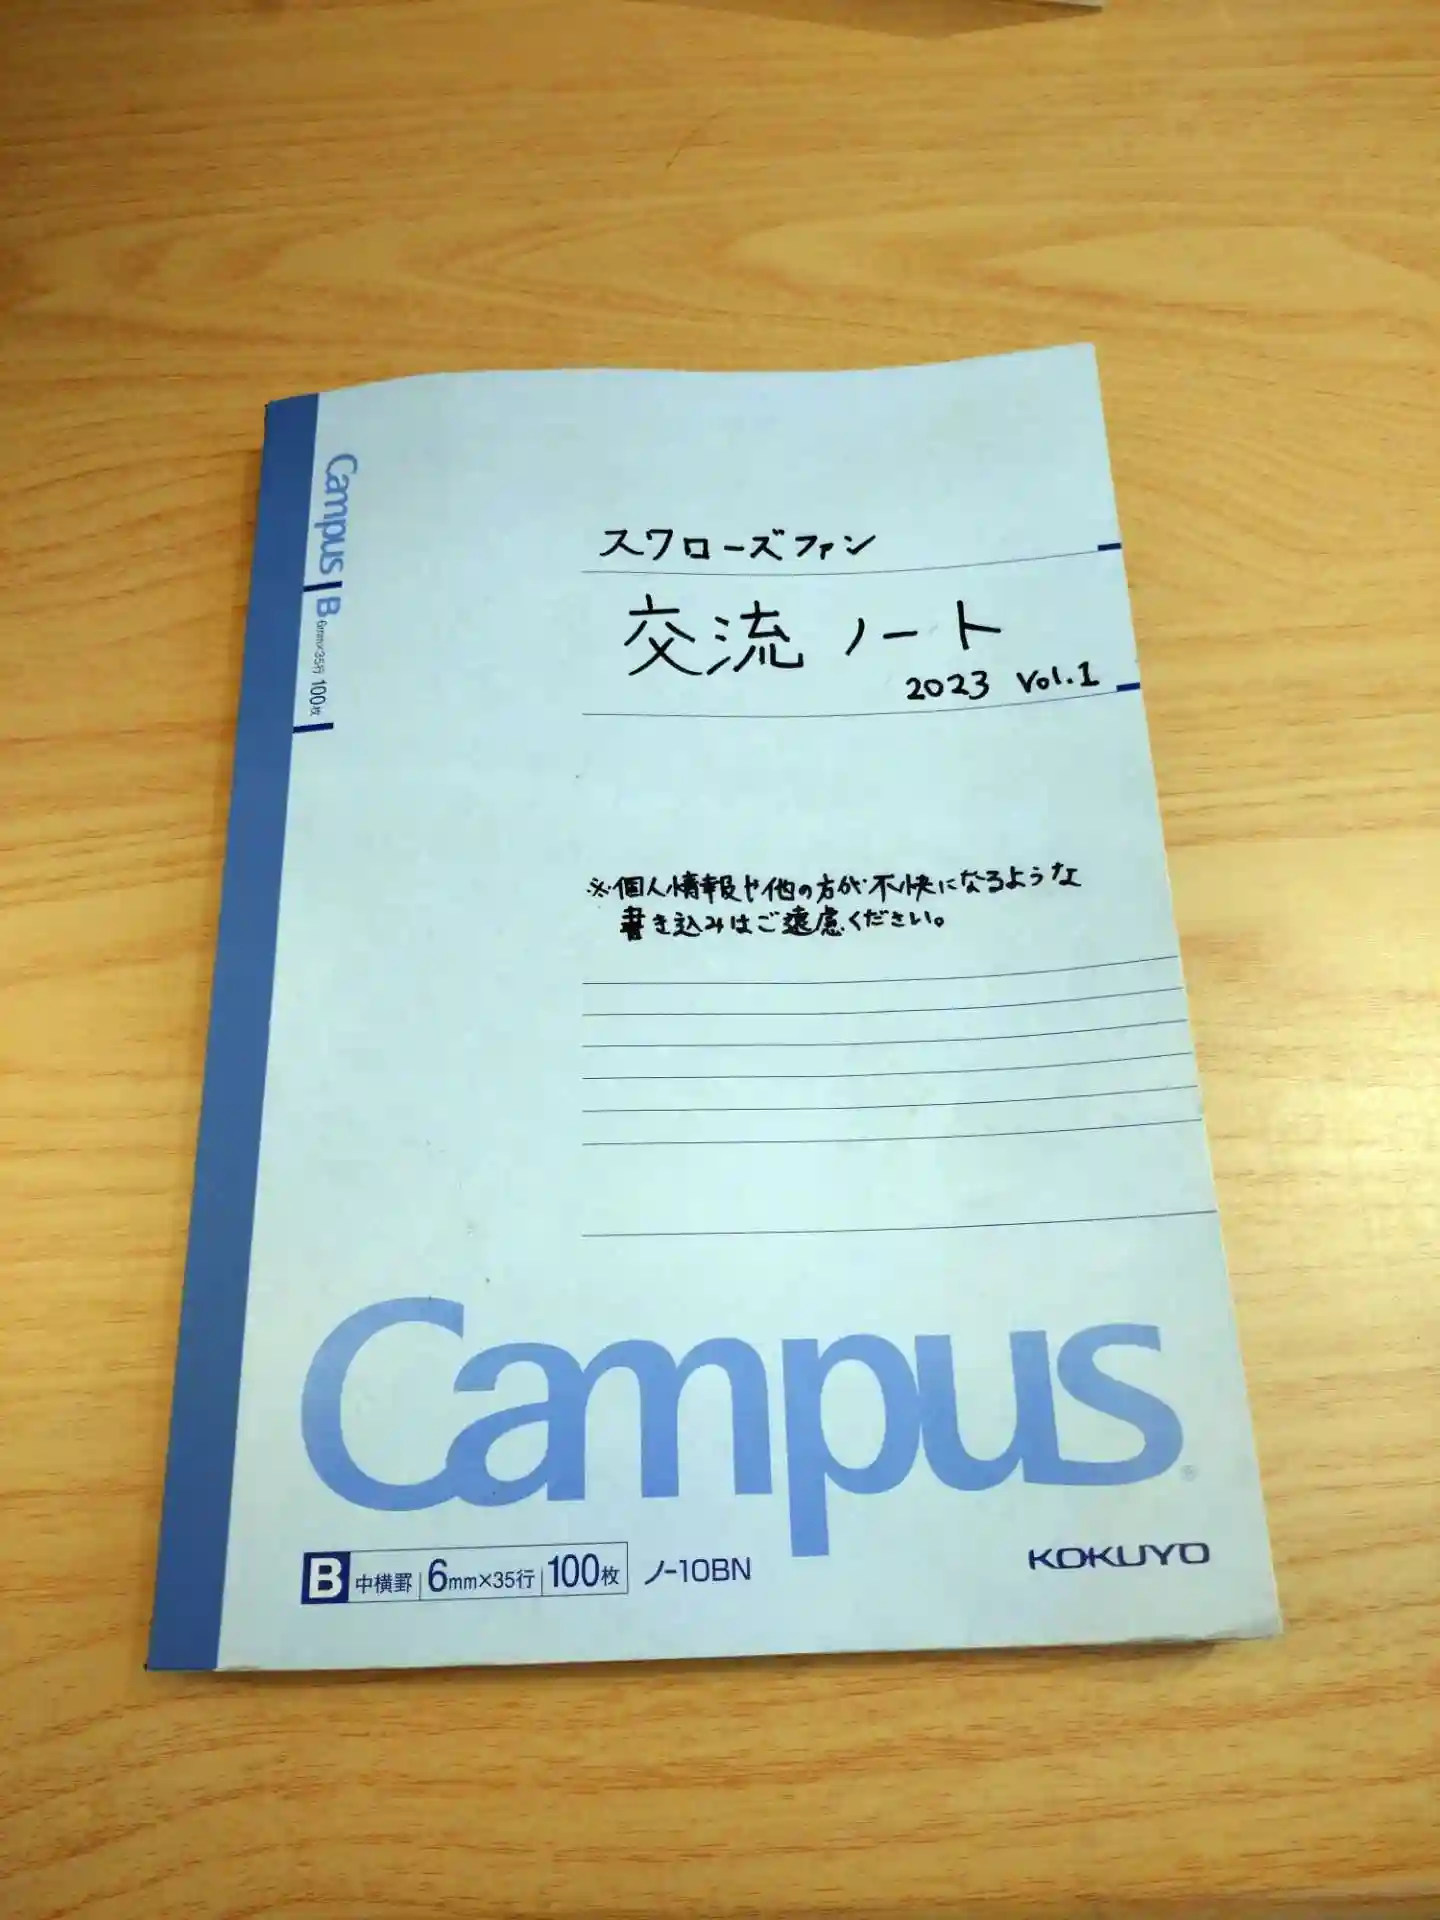 スワローズファン
交流ノート
2023 Vol.1
※個人情報や他の方が不快になるような
書き込みはご遠慮ください。
Campus
B 6mm×35行 100枚
Campus®
B 中横罫 6mm×35行 100枚 ノ-10BN
KOKUYO